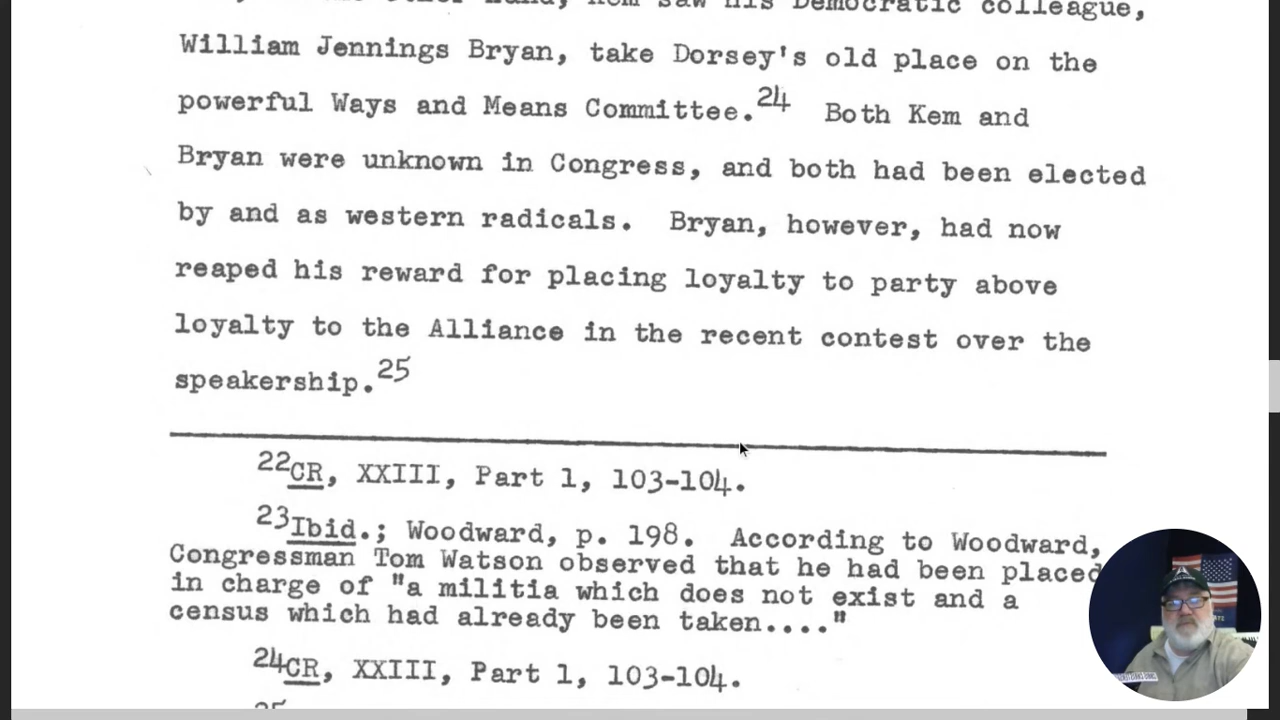 Democratic colleague,
William Jennings Bryan, take Dorsey's old place on the
powerful Ways and Means Committee.24 Both Kem and
Bryan were unknown in Congress, and both had been elected
by and as western radicals. Bryan, however, had now
reaped his reward for placing loyalty to party above
loyalty to the Alliance in the recent contest over the
speakership.25
22CR, XXIII, Part 1, 103-104.
23Ibid.; Woodward, p. 198. According to Woodward,
Congressman Tom Watson observed that he had been placed
in charge of "a militia which does not exist and a
census which had already been taken...."
24CR, XXIII, Part 1, 103-104.